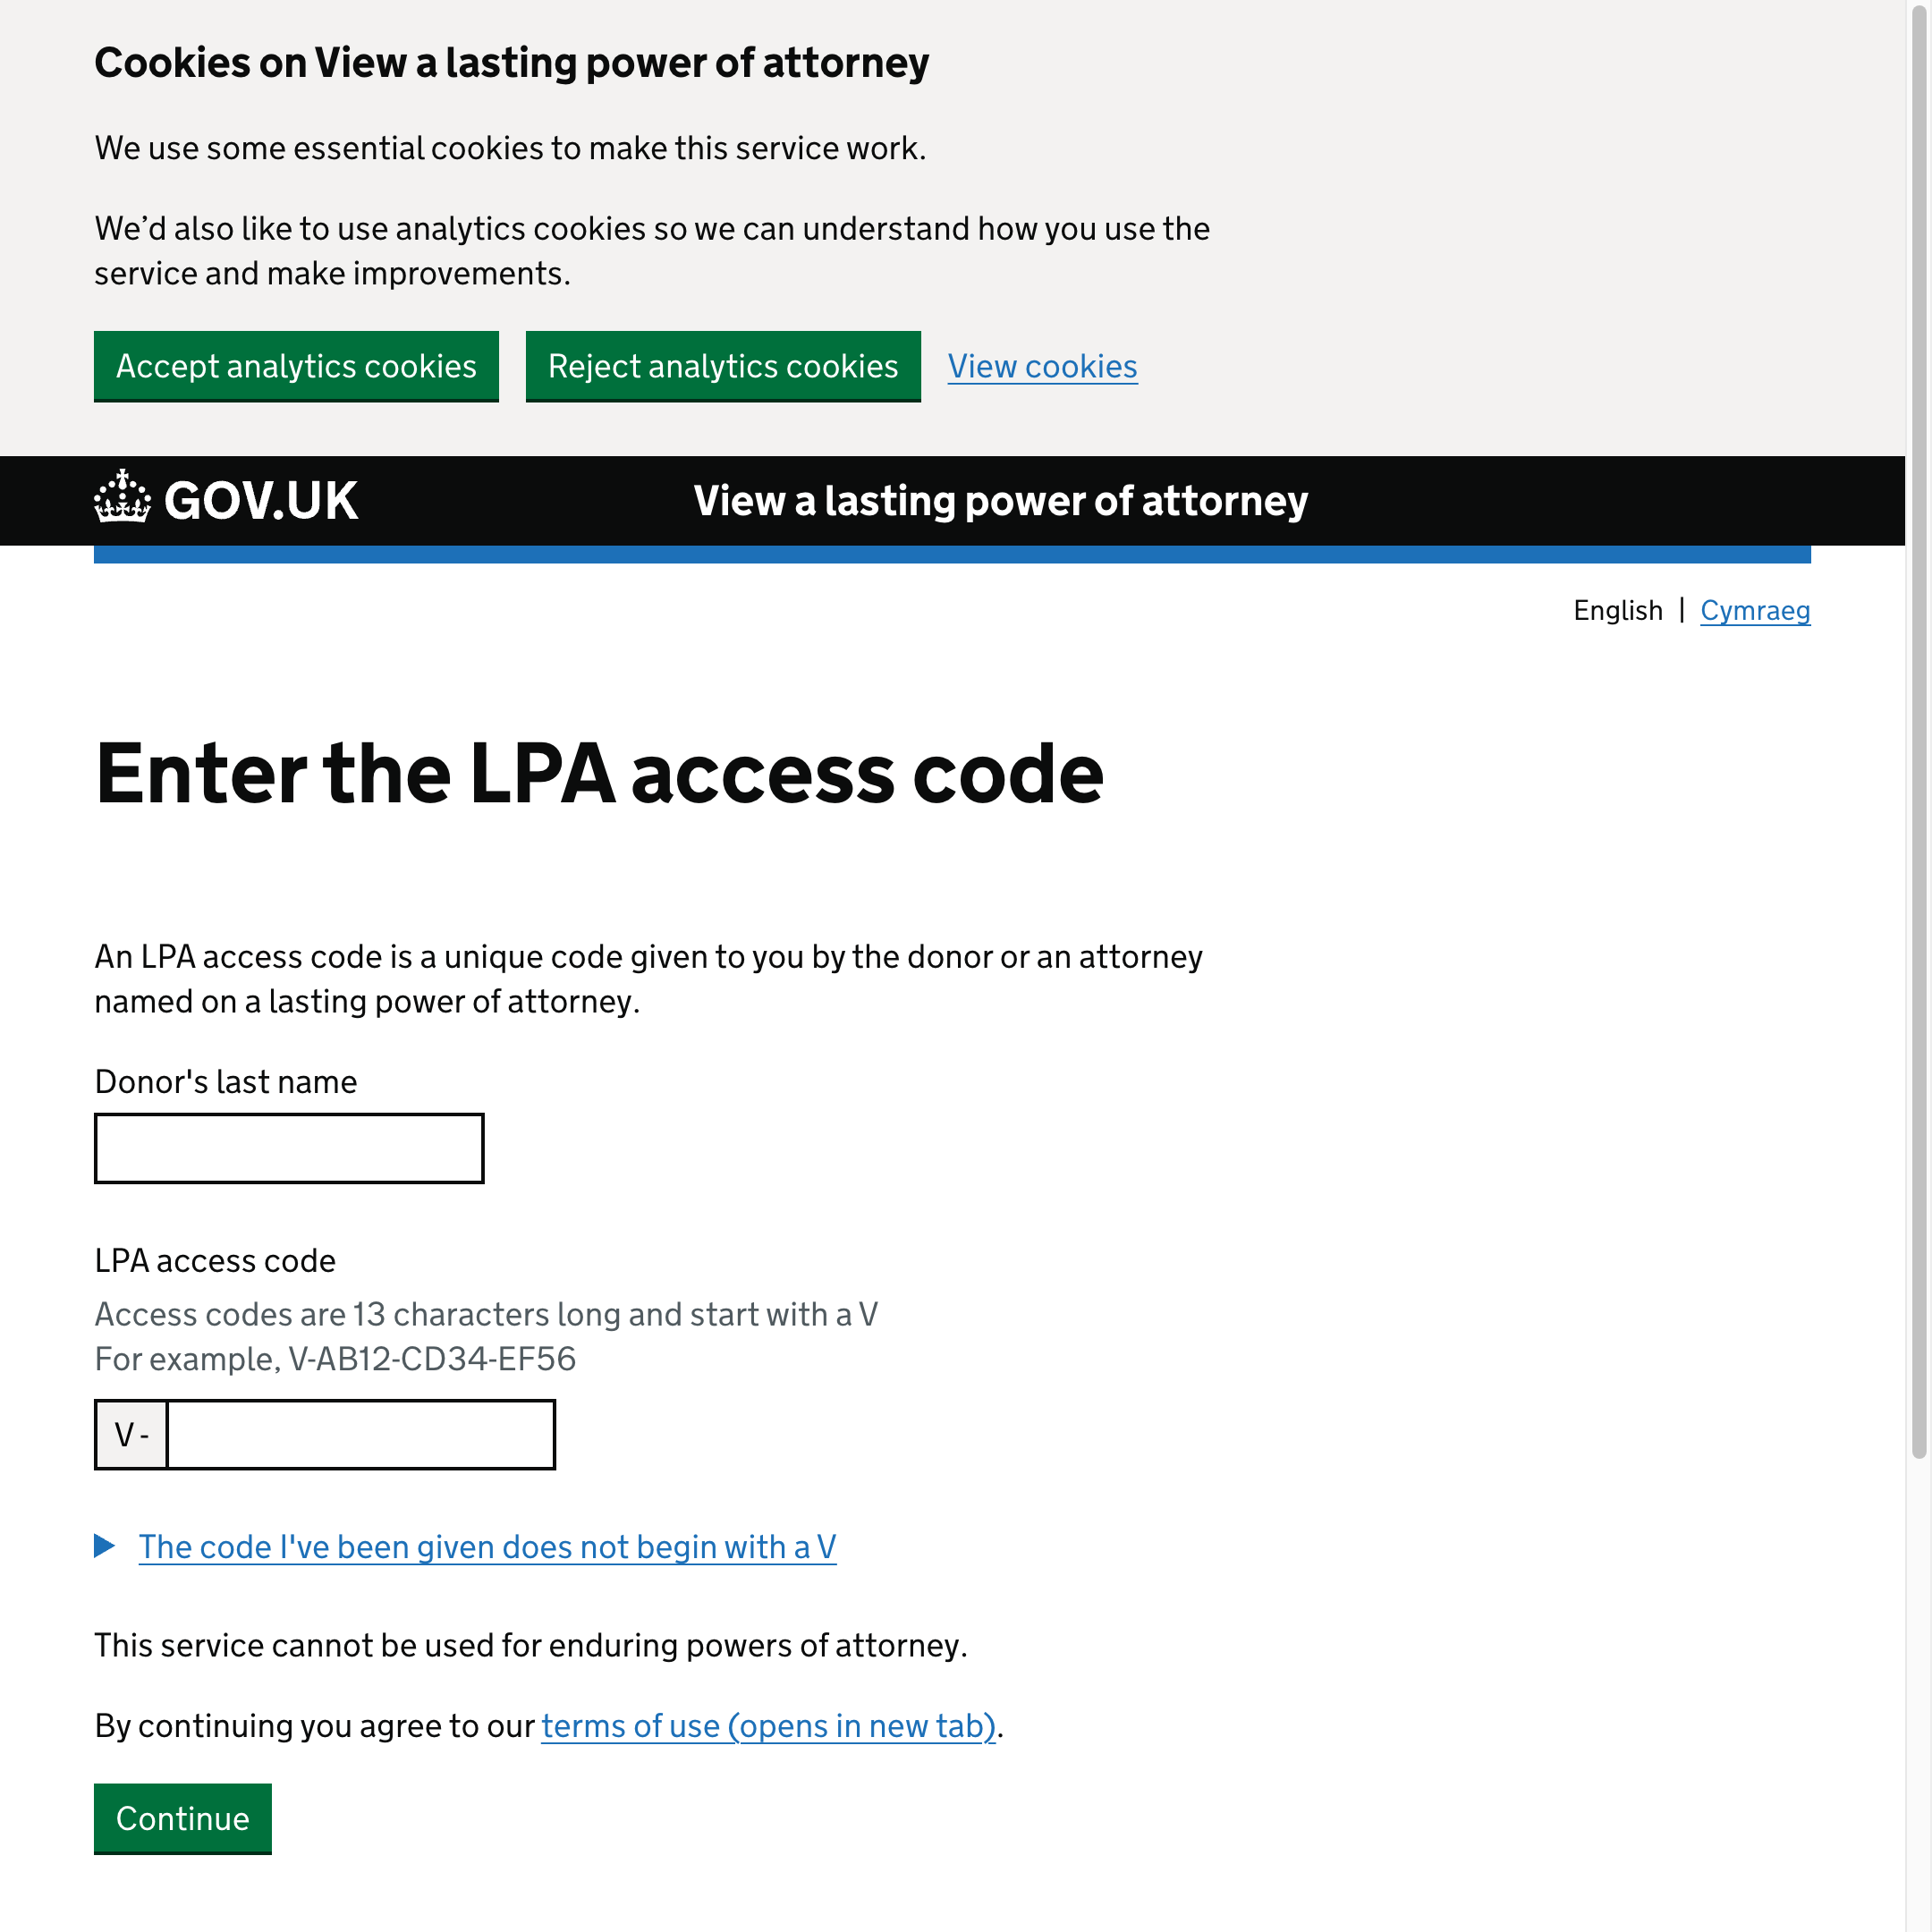 Cookies on View a lasting power of attorney
We use some essential cookies to make this service work.
We’d also like to use analytics cookies so we can understand how you use the
service and make improvements.
Accept analytics cookies
Reject analytics cookies
View cookies
GOV.UK
View a lasting power of attorney
English | Cymraeg
Enter the LPA access code
An LPA access code is a unique code given to you by the donor or an attorney
named on a lasting power of attorney.
Donor's last name
LPA access code
Access codes are 13 characters long and start with a V
For example, V-AB12-CD34-EF56
V -
The code I've been given does not begin with a V
This service cannot be used for enduring powers of attorney.
By continuing you agree to our terms of use (opens in new tab).
Continue